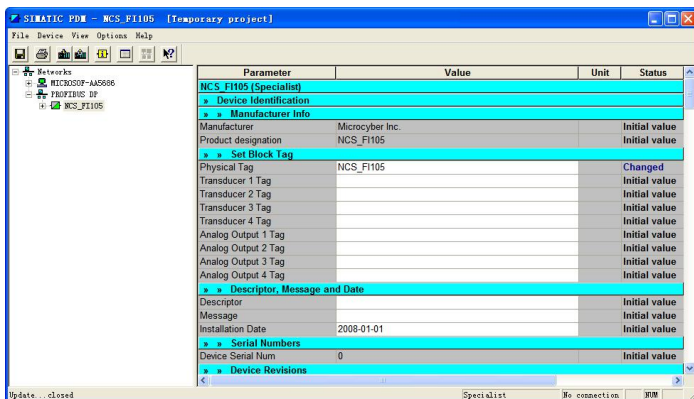 SIMATIC PDM - NCS_FI105 [Temporary project]
File Device View Options Help
Networks
MICROSOF-AA5686
PROFIBUS DP
NCS_FI105
Parameter Value Unit Status
NCS_FI105 (Specialist)
» Device Identification
» » Manufacturer Info
Manufacturer Microcyber Inc. Initial value
Product designation NCS_FI105 Initial value
» » Set Block Tag
Physical Tag NCS_FI105 Changed
Transducer 1 Tag Initial value
Transducer 2 Tag Initial value
Transducer 3 Tag Initial value
Transducer 4 Tag Initial value
Analog Output 1 Tag Initial value
Analog Output 2 Tag Initial value
Analog Output 3 Tag Initial value
Analog Output 4 Tag Initial value
» » Descriptor, Message and Date
Descriptor Initial value
Message Initial value
Installation Date 2008-01-01 Initial value
» » Serial Numbers
Device Serial Num 0 Initial value
» » Device Revisions
Update...closed Specialist No connection NUM